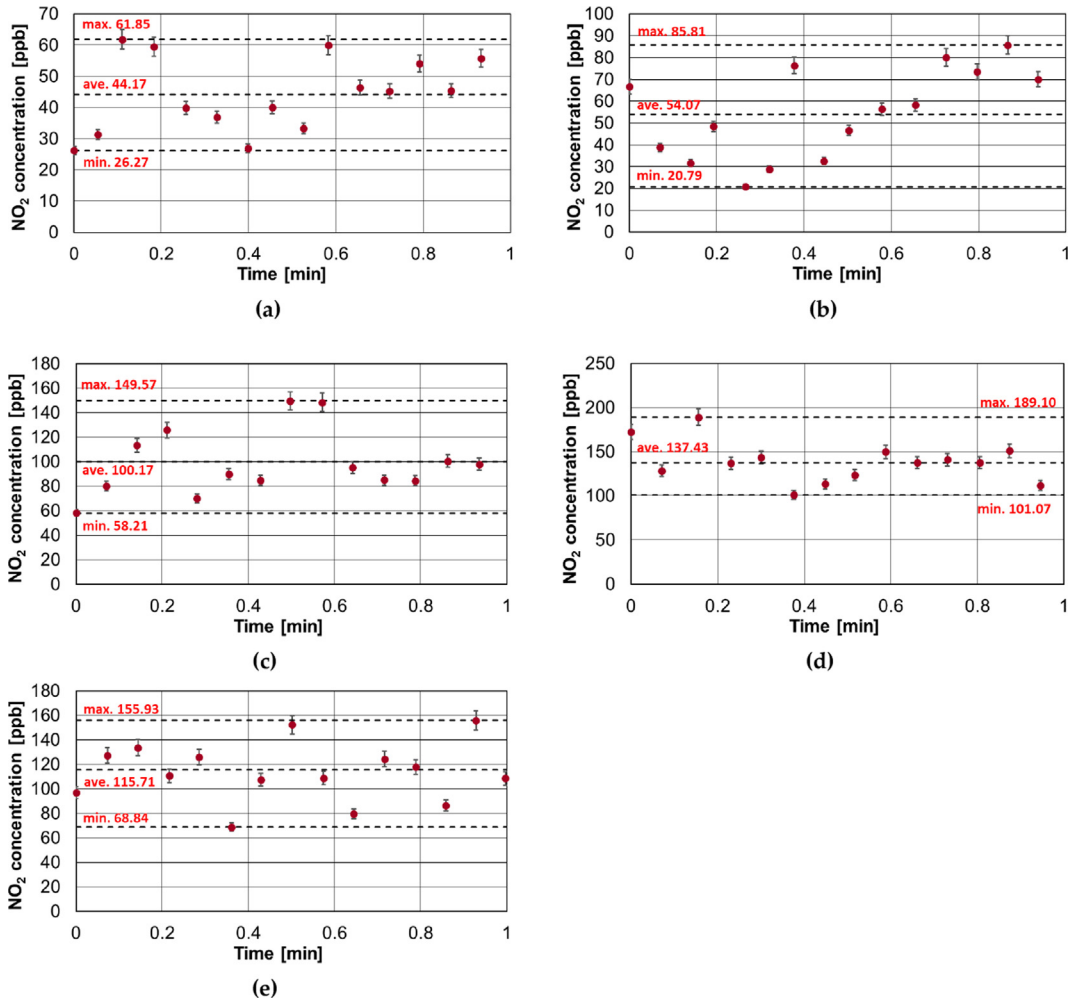 NO₂ concentration [ppb]
70
60
50
40
30
20
10
0
max. 61.85
ave. 44.17
min. 26.27
0 0.2 0.4 0.6 0.8 1
Time [min]
(a)
NO₂ concentration [ppb]
100
90
80
70
60
50
40
30
20
10
0
max. 85.81
ave. 54.07
min. 20.79
0 0.2 0.4 0.6 0.8 1
Time [min]
(b)
NO₂ concentration [ppb]
180
160
140
120
100
80
60
40
20
0
max. 149.57
ave. 100.17
min. 58.21
0 0.2 0.4 0.6 0.8 1
Time [min]
(c)
NO₂ concentration [ppb]
250
200
150
100
50
0
max. 189.10
ave. 137.43
min. 101.07
0 0.2 0.4 0.6 0.8 1
Time [min]
(d)
NO₂ concentration [ppb]
180
160
140
120
100
80
60
40
20
0
max. 155.93
ave. 115.71
min. 68.84
0 0.2 0.4 0.6 0.8 1
Time [min]
(e)